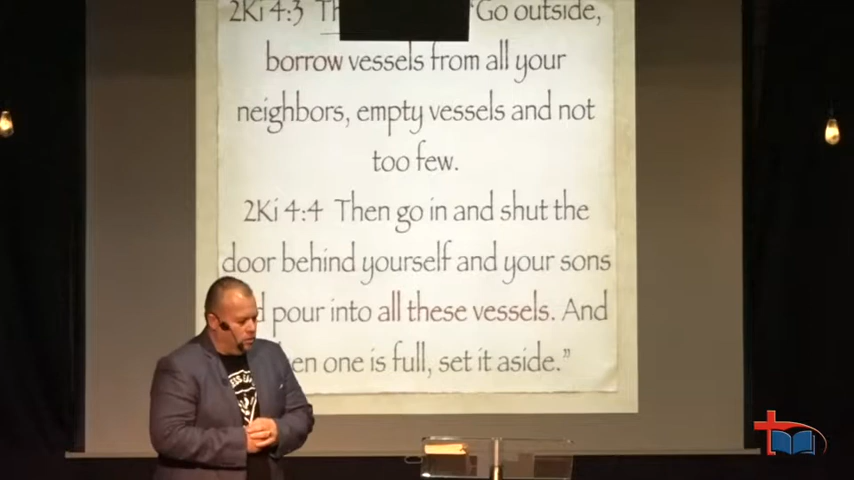 2Ki 4:3 "Go outside,
borrow vessels from all your
neighbors, empty vessels and not
too few.
2Ki 4:4 Then go in and shut the
door behind yourself and your sons
pour into all these vessels. And
one is full, set it aside."